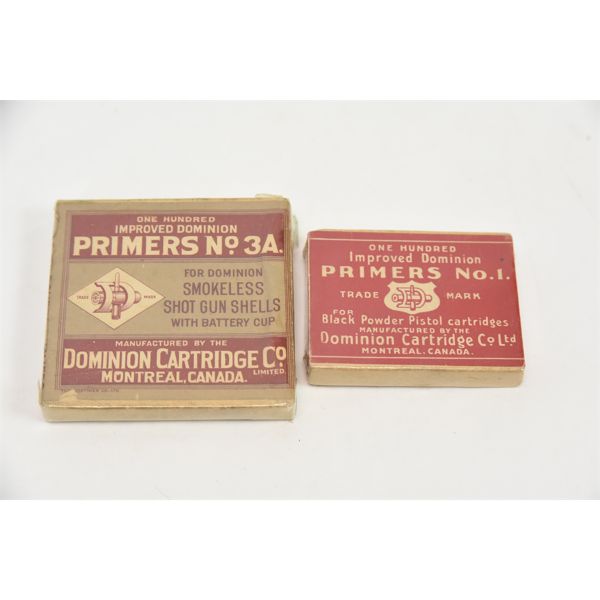 ONE HUNDRED
IMPROVED DOMINION
PRIMERS No. 3A.
TRADE MARK
FOR DOMINION
SMOKELESS
SHOT GUN SHELLS
WITH BATTERY CUP
MANUFACTURED BY THE
DOMINION CARTRIDGE Co.
LIMITED.
MONTREAL, CANADA.
ONE HUNDRED
Improved Dominion
PRIMERS No. 1.
TRADE MARK
FOR
Black Powder Pistol cartridges
MANUFACTURED BY THE
Dominion Cartridge Co Ltd
MONTREAL, CANADA.